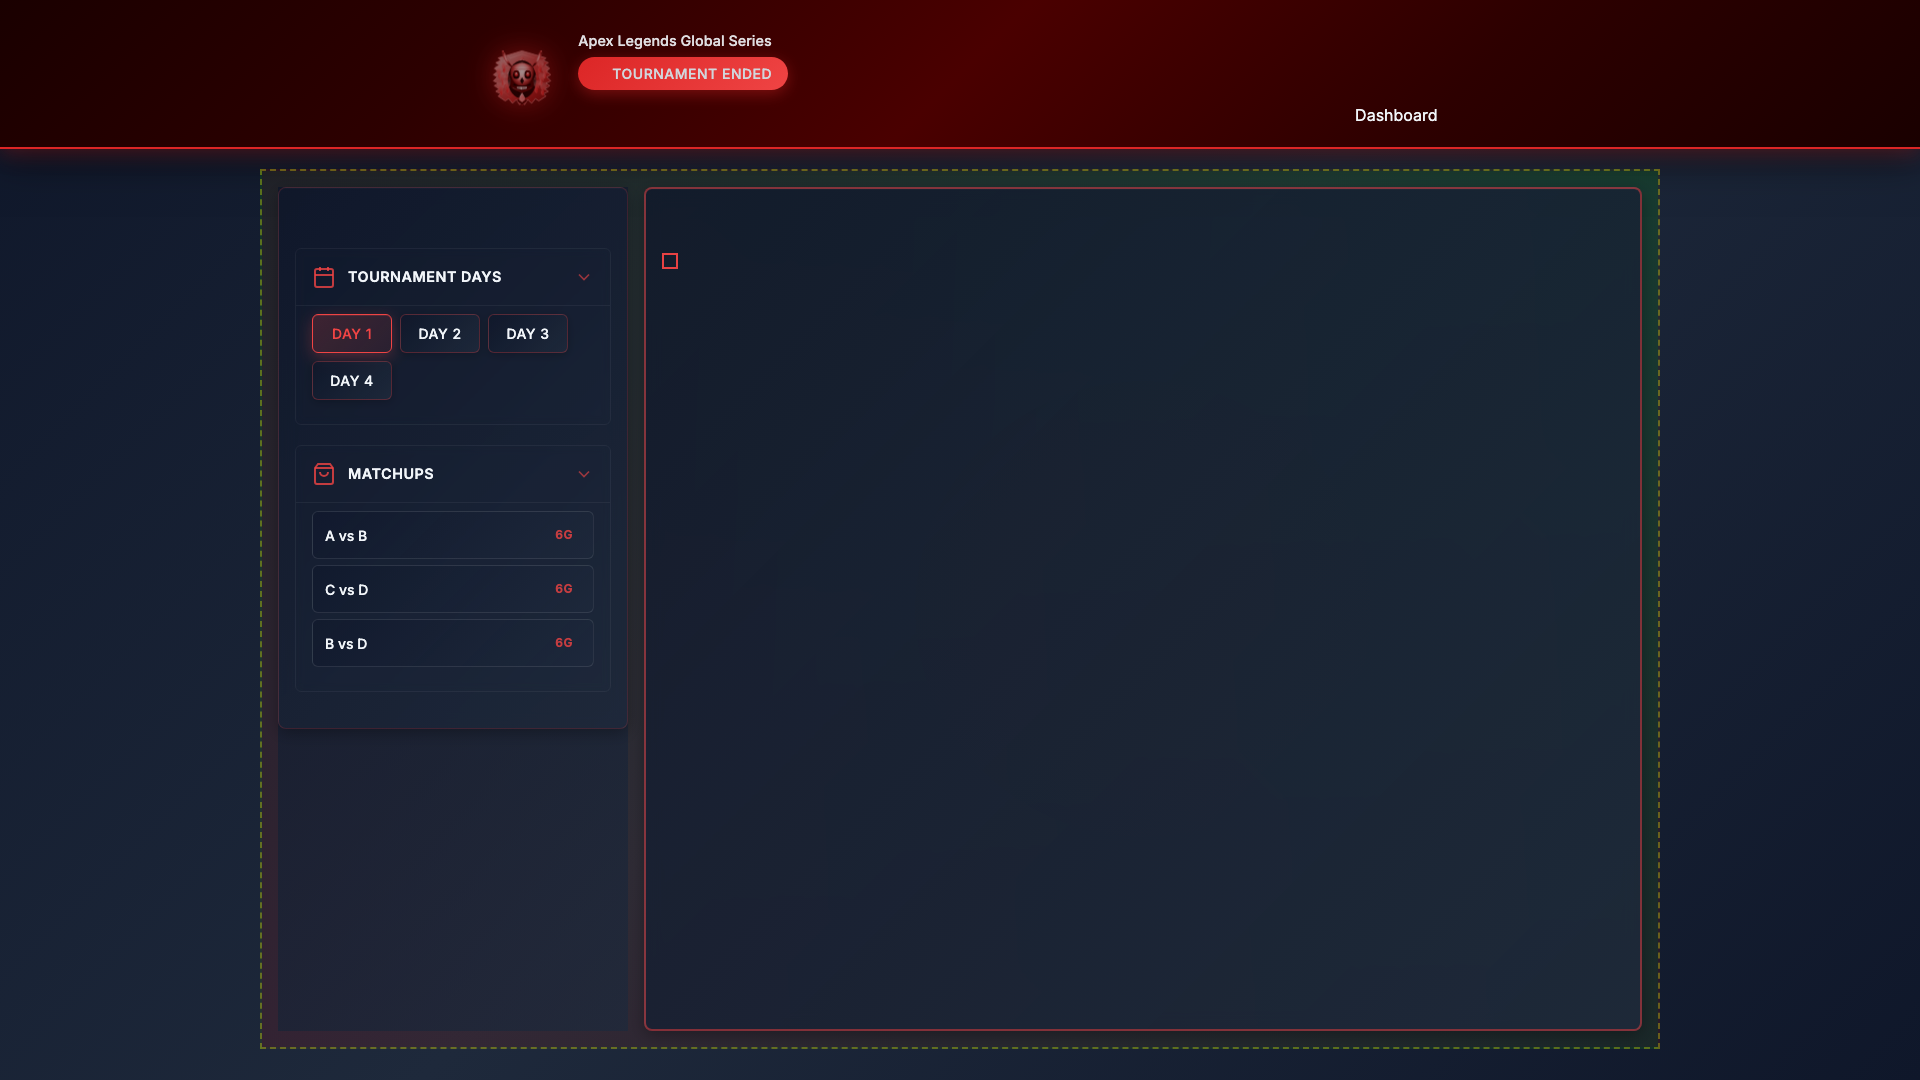 Apex Legends Global Series
TOURNAMENT ENDED
Dashboard
TOURNAMENT DAYS
DAY 1
DAY 2
DAY 3
DAY 4
MATCHUPS
A vs B
6G
C vs D
6G
B vs D
6G